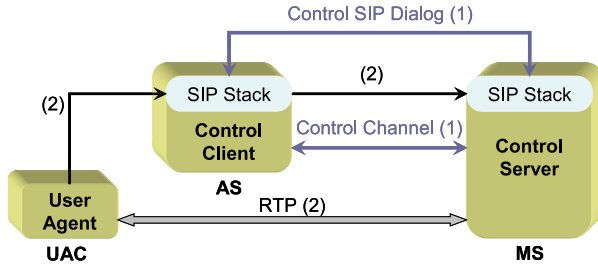 Control SIP Dialog (1)
(2)
(2)
SIP Stack
SIP Stack
Control
Client
Control Channel (1)
Control
Server
AS
User
Agent
RTP (2)
UAC
MS